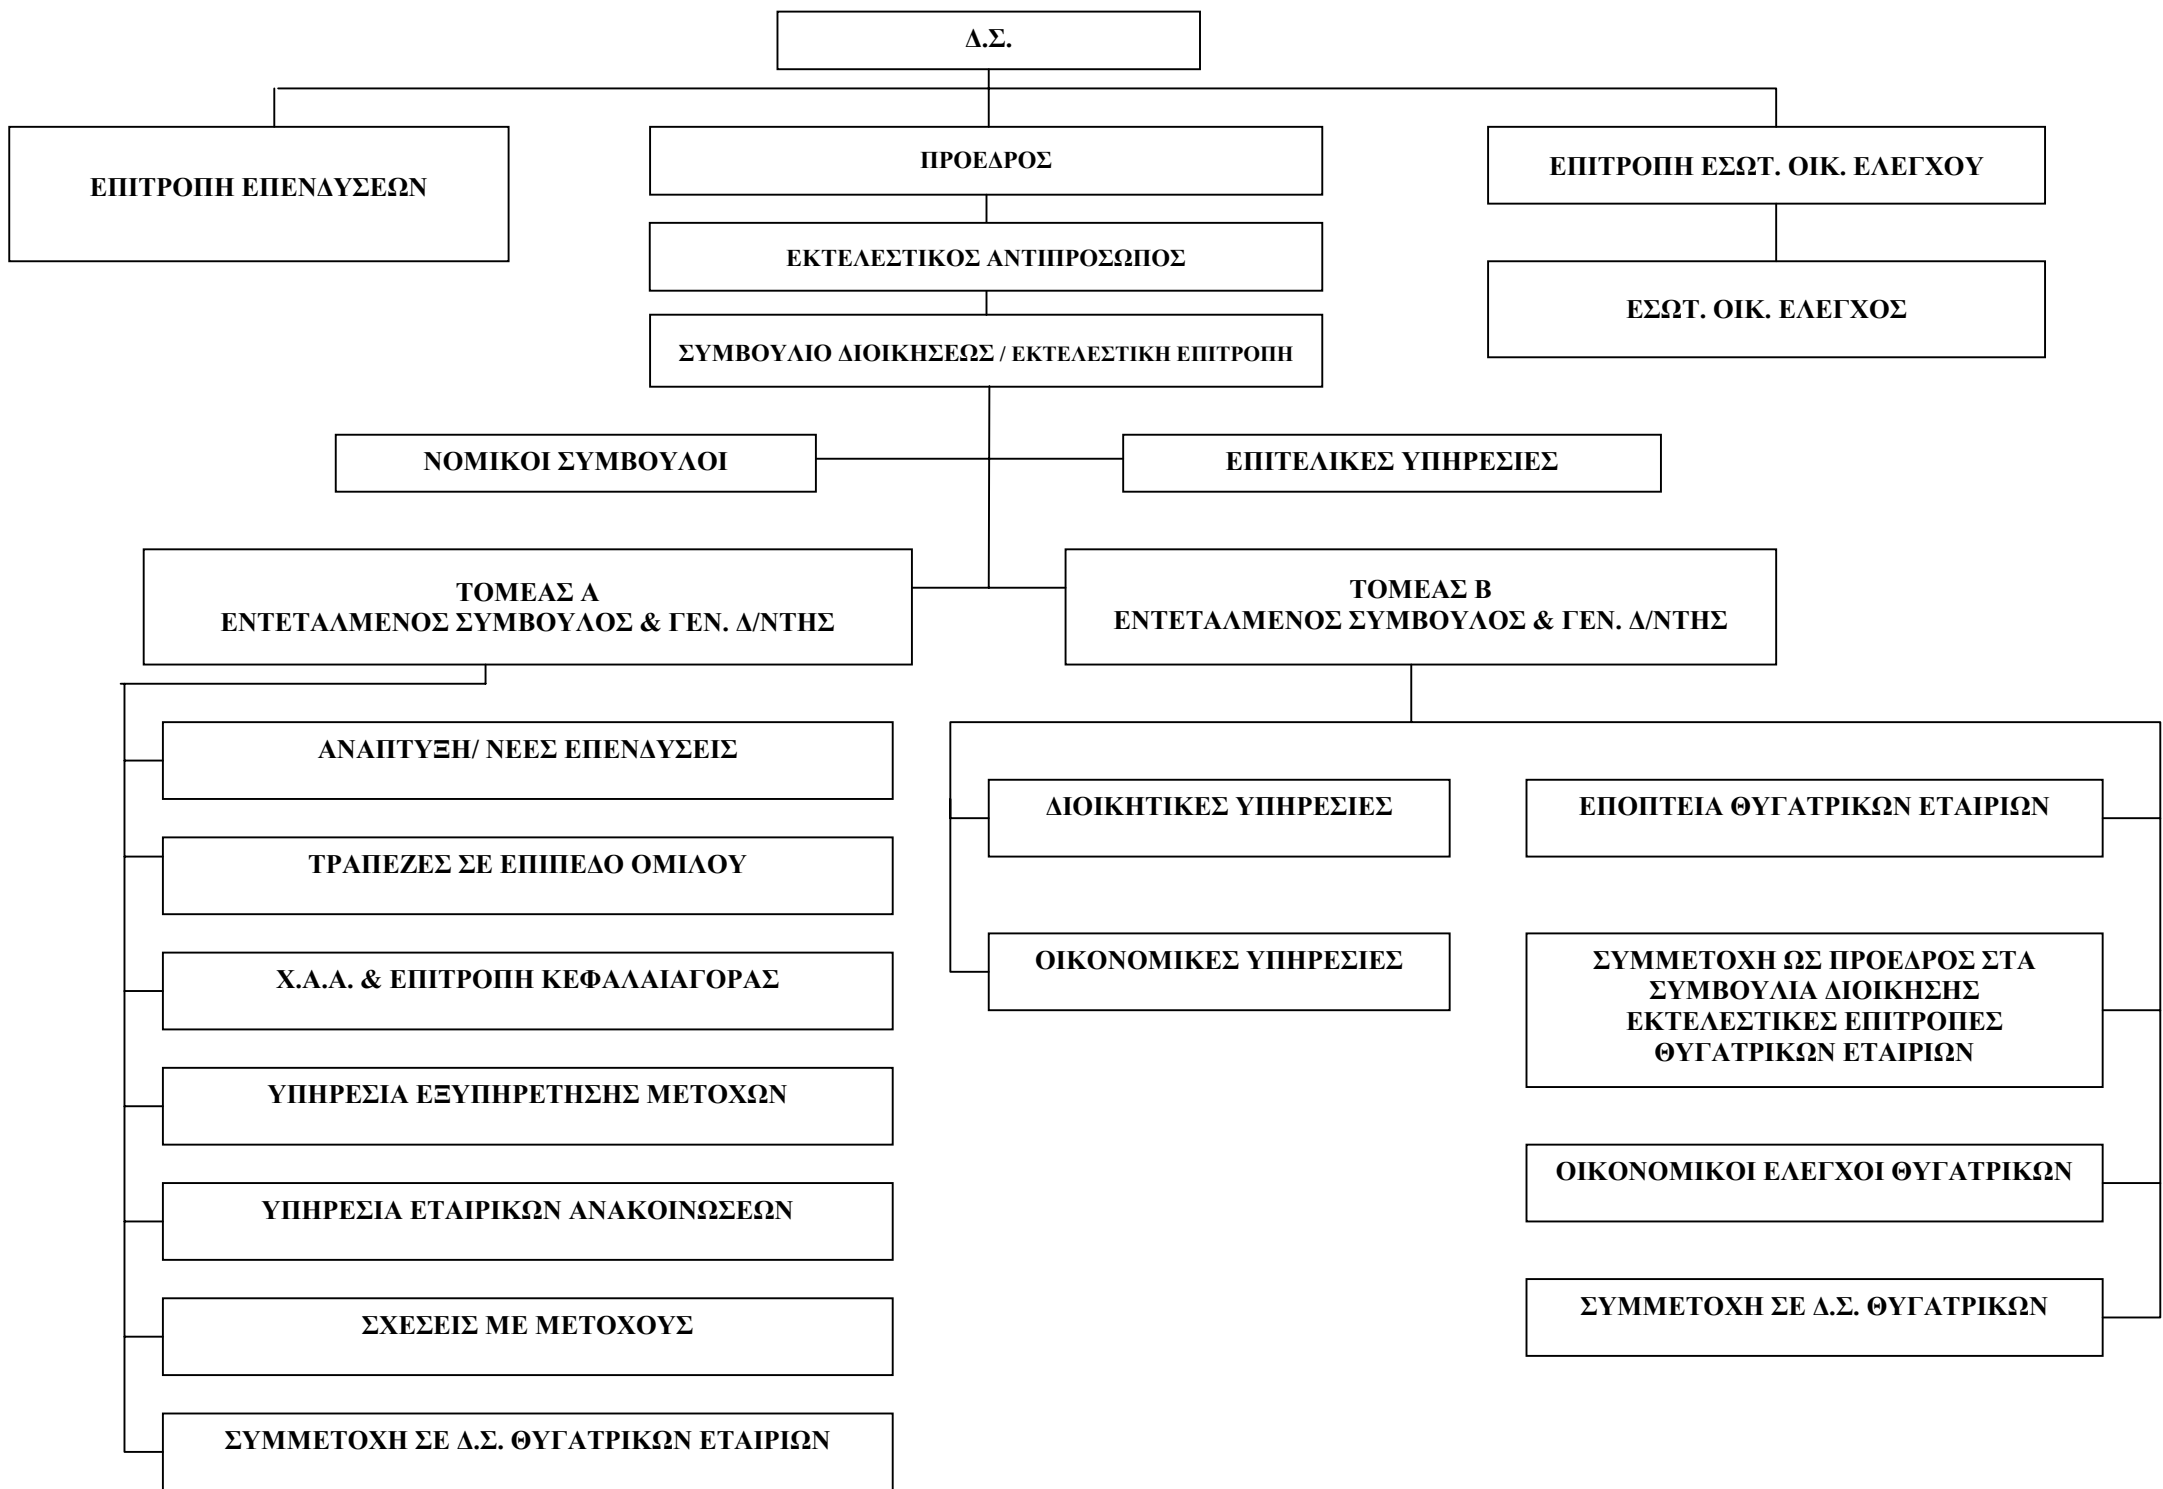 Δ.Σ.
ΕΠΙΤΡΟΠΗ ΕΠΕΝΔΥΣΕΩΝ
ΠΡΟΕΔΡΟΣ
ΕΠΙΤΡΟΠΗ ΕΣΩΤ. ΟΙΚ. ΕΛΕΓΧΟΥ
ΕΚΤΕΛΕΣΤΙΚΟΣ ΑΝΤΙΠΡΟΣΩΠΟΣ
ΕΣΩΤ. ΟΙΚ. ΕΛΕΓΧΟΣ
ΣΥΜΒΟΥΛΙΟ ΔΙΟΙΚΗΣΕΩΣ / ΕΚΤΕΛΕΣΤΙΚΗ ΕΠΙΤΡΟΠΗ
ΝΟΜΙΚΟΙ ΣΥΜΒΟΥΛΟΙ
ΕΠΙΤΕΛΙΚΕΣ ΥΠΗΡΕΣΙΕΣ
ΤΟΜΕΑΣ Α
ΕΝΤΕΤΑΛΜΕΝΟΣ ΣΥΜΒΟΥΛΟΣ & ΓΕΝ. Δ/ΝΤΗΣ
ΤΟΜΕΑΣ Β
ΕΝΤΕΤΑΛΜΕΝΟΣ ΣΥΜΒΟΥΛΟΣ & ΓΕΝ. Δ/ΝΤΗΣ
ΑΝΑΠΤΥΞΗ/ ΝΕΕΣ ΕΠΕΝΔΥΣΕΙΣ
ΤΡΑΠΕΖΕΣ ΣΕ ΕΠΙΠΕΔΟ ΟΜΙΛΟΥ
Χ.Α.Α. & ΕΠΙΤΡΟΠΗ ΚΕΦΑΛΑΙΑΓΟΡΑΣ
ΥΠΗΡΕΣΙΑ ΕΞΥΠΗΡΕΤΗΣΗΣ ΜΕΤΟΧΩΝ
ΥΠΗΡΕΣΙΑ ΕΤΑΙΡΙΚΩΝ ΑΝΑΚΟΙΝΩΣΕΩΝ
ΣΧΕΣΕΙΣ ΜΕ ΜΕΤΟΧΟΥΣ
ΣΥΜΜΕΤΟΧΗ ΣΕ Δ.Σ. ΘΥΓΑΤΡΙΚΩΝ ΕΤΑΙΡΙΩΝ
ΔΙΟΙΚΗΤΙΚΕΣ ΥΠΗΡΕΣΙΕΣ
ΟΙΚΟΝΟΜΙΚΕΣ ΥΠΗΡΕΣΙΕΣ
ΕΠΟΠΤΕΙΑ ΘΥΓΑΤΡΙΚΩΝ ΕΤΑΙΡΙΩΝ
ΣΥΜΜΕΤΟΧΗ ΩΣ ΠΡΟΕΔΡΟΣ ΣΤΑ
ΣΥΜΒΟΥΛΙΑ ΔΙΟΙΚΗΣΗΣ
ΕΚΤΕΛΕΣΤΙΚΕΣ ΕΠΙΤΡΟΠΕΣ
ΘΥΓΑΤΡΙΚΩΝ ΕΤΑΙΡΙΩΝ
ΟΙΚΟΝΟΜΙΚΟΙ ΕΛΕΓΧΟΙ ΘΥΓΑΤΡΙΚΩΝ
ΣΥΜΜΕΤΟΧΗ ΣΕ Δ.Σ. ΘΥΓΑΤΡΙΚΩΝ